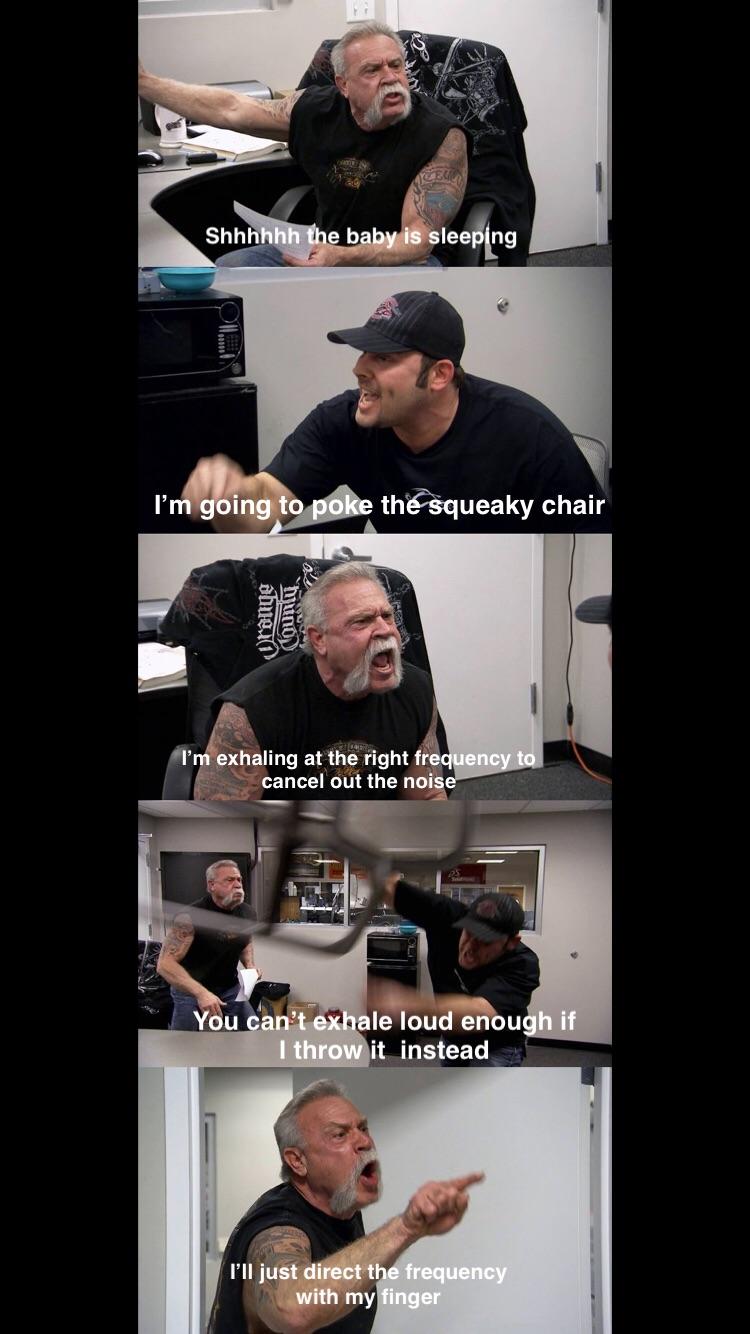 Shhhhhh the baby is sleeping
I'm going to poke the squeaky chair
Orange
County
I'm exhaling at the right frequency to
cancel out the noise
You can't exhale loud enough if
I throw it  instead
I'll just direct the frequency
with my finger